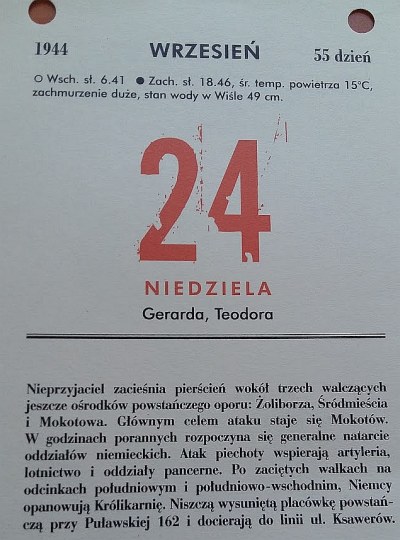 1944 WRZESIEŃ 55 dzień
○ Wsch. sł. 6.41 ● Zach. sł. 18.46, śr. temp. powietrza 15°C,
zachmurzenie duże, stan wody w Wiśle 49 cm.
24
NIEDZIELA
Gerarda, Teodora
Nieprzyjaciel zacieśnia pierścień wokół trzech walczących
jeszcze ośrodków powstańczego oporu: Żoliborza, Śródmieścia
i Mokotowa. Głównym celem ataku staje się Mokotów.
W godzinach porannych rozpoczyna się generalne natarcie
oddziałów niemieckich. Atak piechoty wspierają artyleria,
lotnictwo i oddziały pancerne. Po zaciętych walkach na
odcinkach południowym i południowo-wschodnim, Niemcy
opanowują Królikarnię. Niszczą wysuniętą placówkę powstań-
czą przy Puławskiej 162 i docierają do linii ul. Ksawerów.